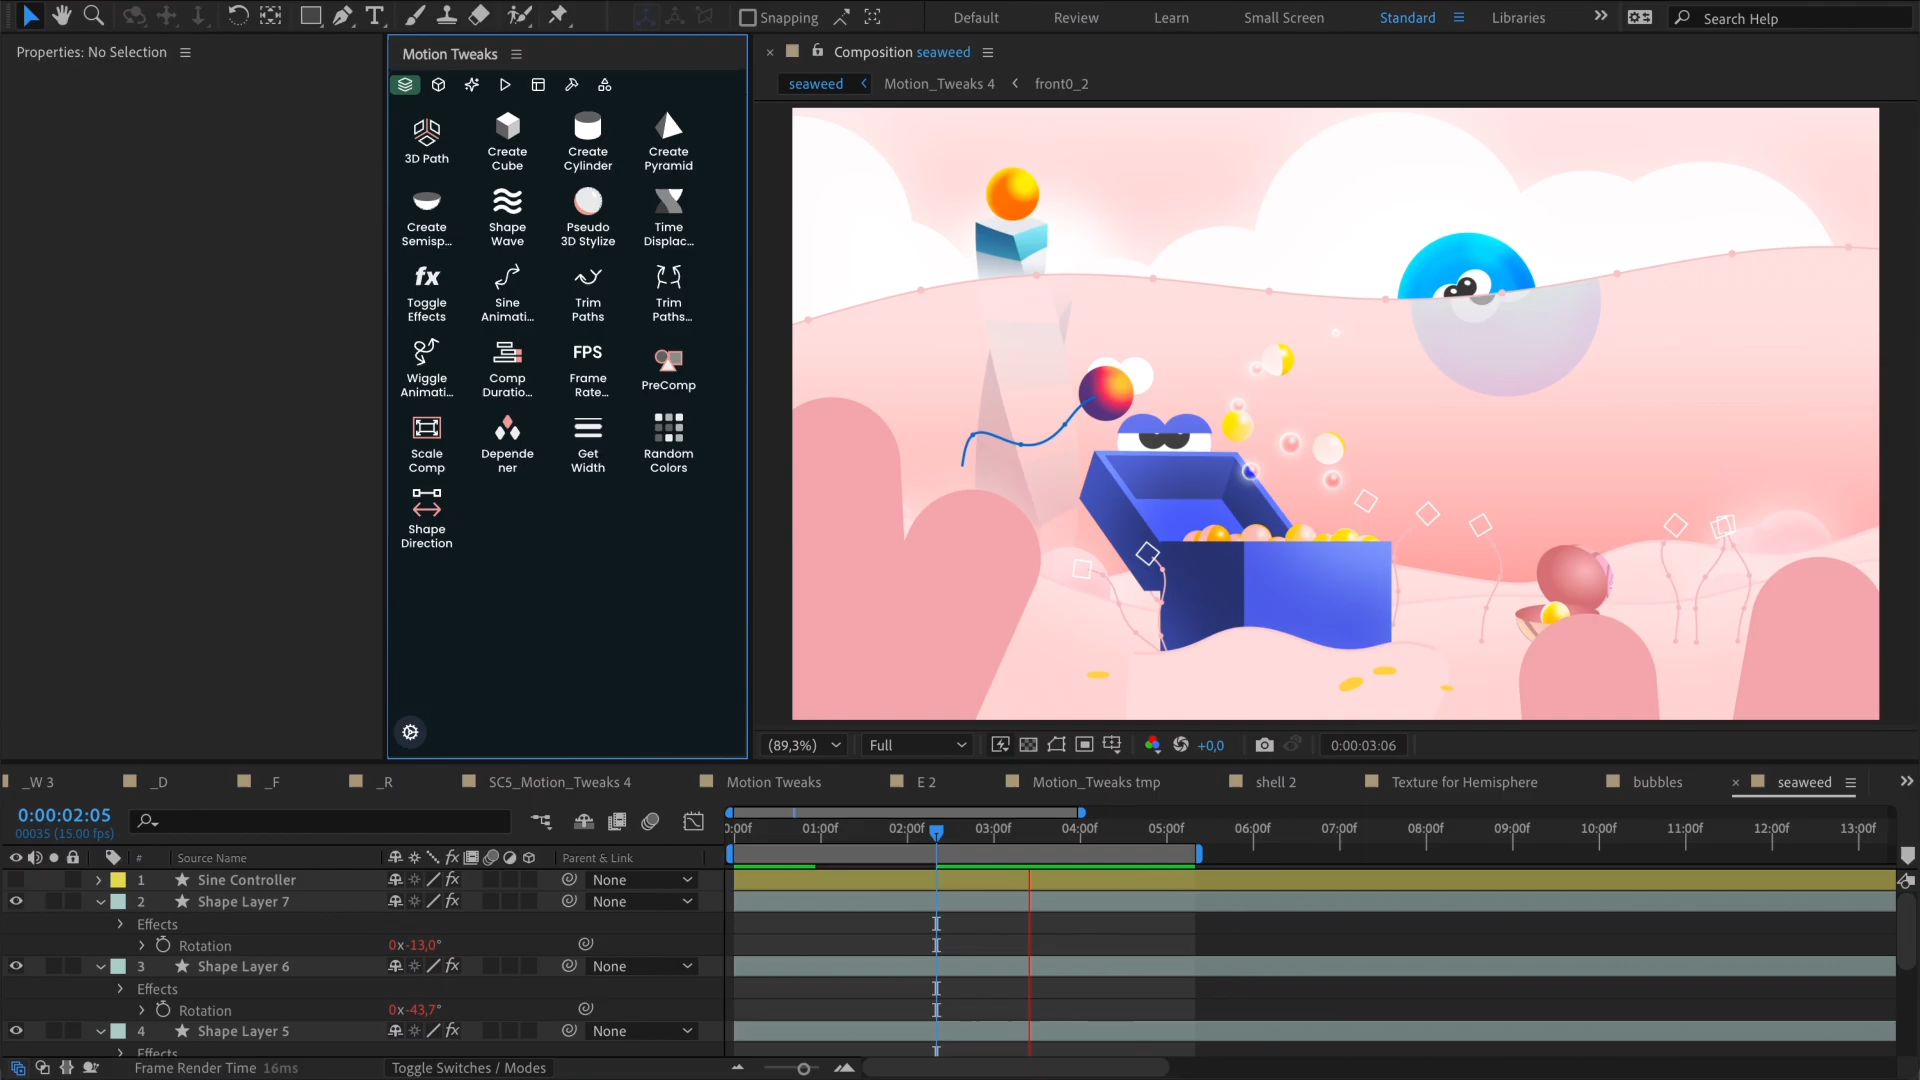 Snapping
Default
Review
Learn
Small Screen
Standard
Libraries
Search Help
Properties: No Selection
Motion Tweaks
Composition seaweed
seaweed
Motion_Tweaks 4
front0_2
3D Path
Create
Cube
Create
Cylinder
Create
Pyramid
Create
Semisp...
Shape
Wave
Pseudo
3D Stylize
Time
Displac...
fx
Toggle
Effects
Sine
Animati...
Trim
Paths
Trim
Paths...
Wiggle
Animati...
Comp
Duratio...
FPS
Frame
Rate...
PreComp
Scale
Comp
Depende
ner
Get
Width
Random
Colors
Shape
Direction
(89,3%)
Full
+0,0
0:00:03:06
_W 3
_D
_F
_R
SC5_Motion_Tweaks 4
Motion Tweaks
E 2
Motion_Tweaks tmp
shell 2
Texture for Hemisphere
bubbles
seaweed
0:00:02:05
00035 (15.00 fps)
0:00f
01:00f
02:00f
03:00f
04:00f
05:00f
06:00f
07:00f
08:00f
09:00f
10:00f
11:00f
12:00f
13:00f
# Source Name
fx
Parent & Link
1 Sine Controller fx None
2 Shape Layer 7 fx None
Effects
Rotation 0x-13,0°
3 Shape Layer 6 fx None
Effects
Rotation 0x-43,7°
4 Shape Layer 5 fx None
Effects
Frame Render Time 16ms
Toggle Switches / Modes